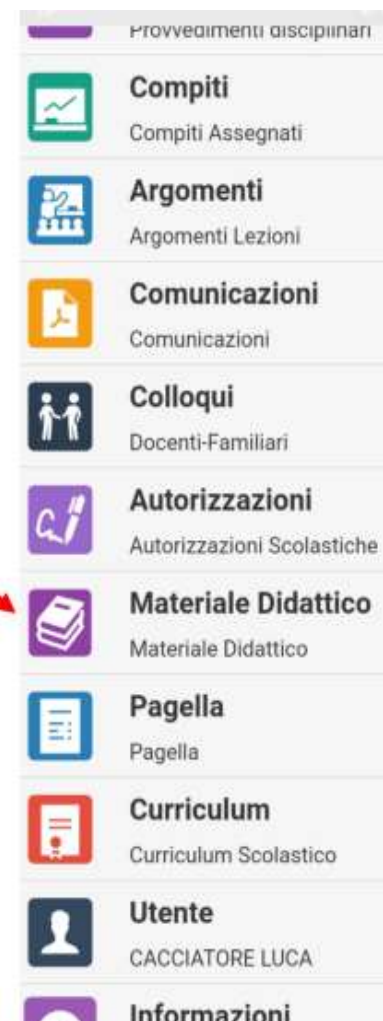 Provvedimenti disciplinari
Compiti
Compiti Assegnati
Argomenti
Argomenti Lezioni
Comunicazioni
Comunicazioni
Colloqui
Docenti-Familiari
Autorizzazioni
Autorizzazioni Scolastiche
Materiale Didattico
Materiale Didattico
Pagella
Pagella
Curriculum
Curriculum Scolastico
Utente
CACCIATORE LUCA
Informazioni